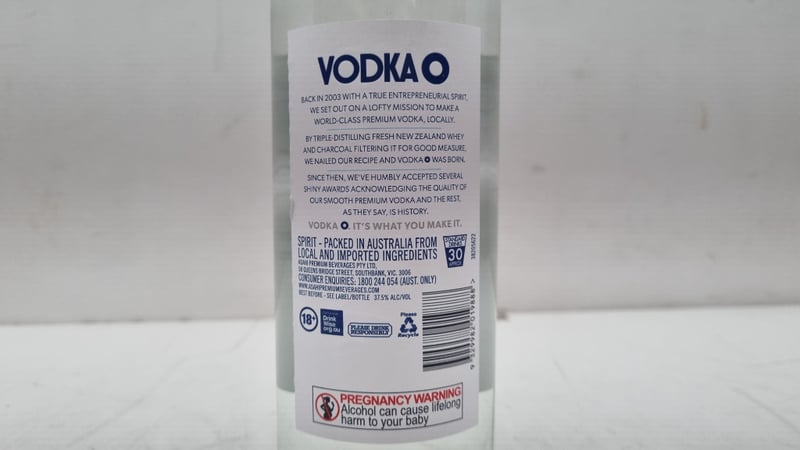 VODKA O
BACK IN 2003 WITH A TRUE ENTREPRENEURIAL SPIRIT,
WE SET OUT ON A LOFTY MISSION TO MAKE A
WORLD-CLASS PREMIUM VODKA, LOCALLY.
BY TRIPLE-DISTILLING FRESH NEW ZEALAND WHEY
AND CHARCOAL FILTERING IT FOR GOOD MEASURE,
WE NAILED OUR RECIPE AND VODKA O WAS BORN.
SINCE THEN, WE'VE HUMBLY ACCEPTED SEVERAL
SHINY AWARDS ACKNOWLEDGING THE QUALITY OF
OUR SMOOTH PREMIUM VODKA AND THE REST,
AS THEY SAY, IS HISTORY.
VODKA O. IT'S WHAT YOU MAKE IT.
SPIRIT - PACKED IN AUSTRALIA FROM
LOCAL AND IMPORTED INGREDIENTS
ASAHI PREMIUM BEVERAGES PTY LTD,
58 QUEENS BRIDGE STREET, SOUTHBANK, VIC. 3006
CONSUMER ENQUIRIES: 1800 244 054 (AUST. ONLY)
WWW.ASAHIPREMIUMBEVERAGES.COM
BEST BEFORE - SEE LABEL/BOTTLE 37.5% ALC/VOL
STANDARD
DRINKS
30
APPROX
18+
Drink
Wise
.org.au
PLEASE DRINK
RESPONSIBLY
Please
Recycle
PREGNANCY WARNING
Alcohol can cause lifelong
harm to your baby